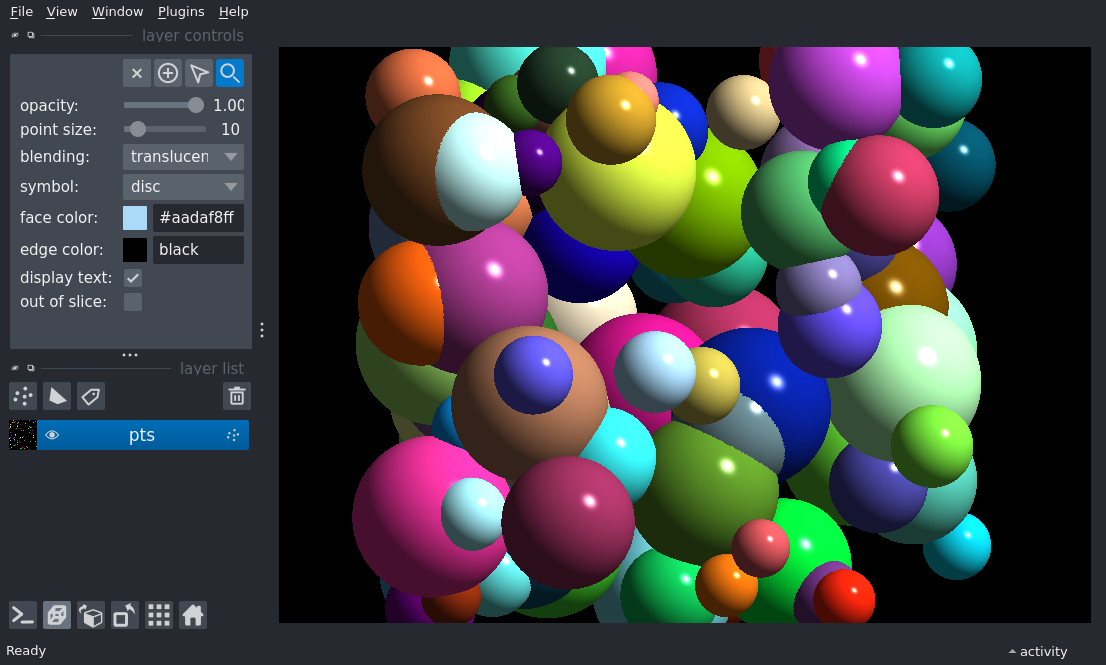 File View Window Plugins Help
layer controls
opacity: 1.00
point size: 10
blending: translucen
symbol: disc
face color: #aadaf8ff
edge color: black
display text:
out of slice:
layer list
pts
Ready
activity